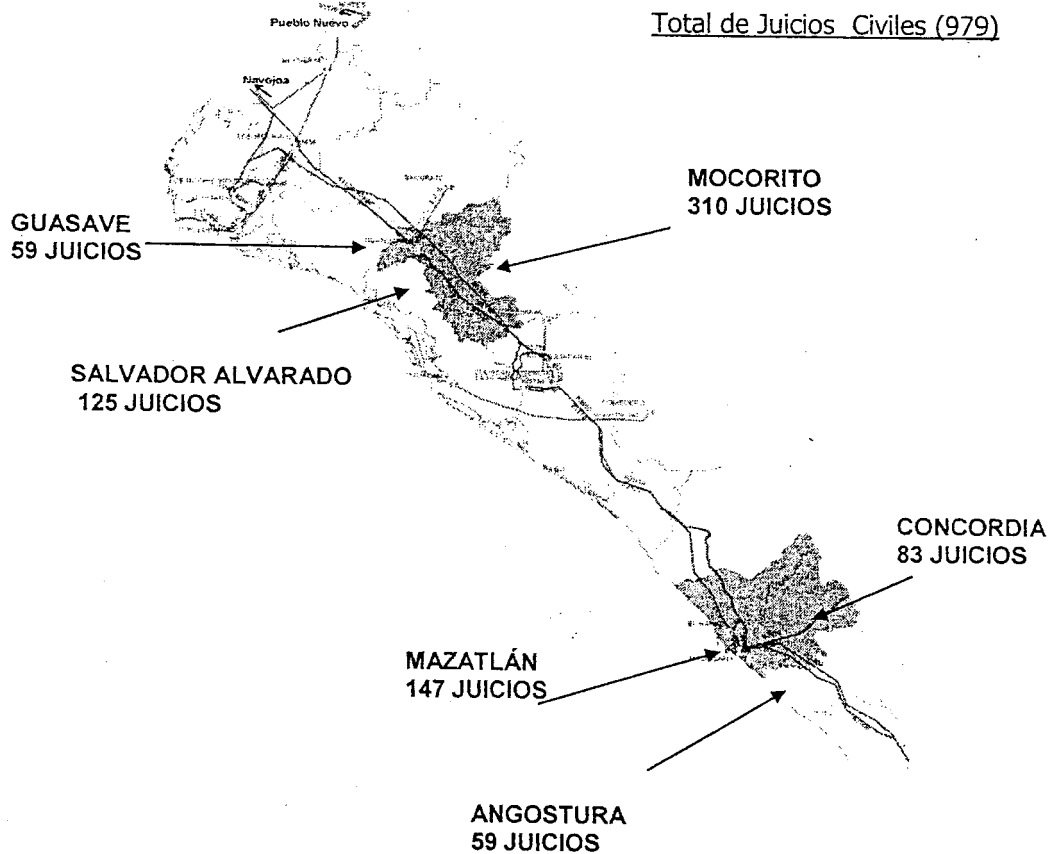 Total de Juicios Civiles (979)
Pueblo Nuevo
Navojoa
MOCORITO
310 JUICIOS
GUASAVE
59 JUICIOS
SALVADOR ALVARADO
125 JUICIOS
CONCORDIA
83 JUICIOS
MAZATLÁN
147 JUICIOS
ANGOSTURA
59 JUICIOS